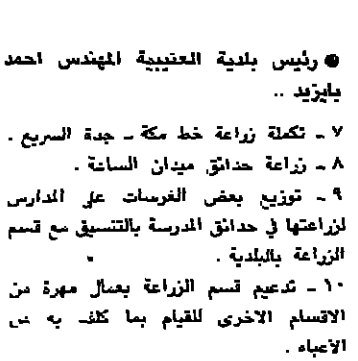 ● رئيس بلدية العتيبية المهندس احمد
بايزيد ..
٧ - تكملة زراعة خط مكة - جدة السريع .
٨ - زراعة حدائق ميدان الساعة .
٩ - توزيع بعض الغرسات على المدارس
لزراعتها في حدائق المدرسة بالتنسيق مع قسم
الزراعة بالبلدية .
١٠ - تدعيم قسم الزراعة بعمال مهرة من
الاقسام الاخرى للقيام بما كلف به من
الأعباء .